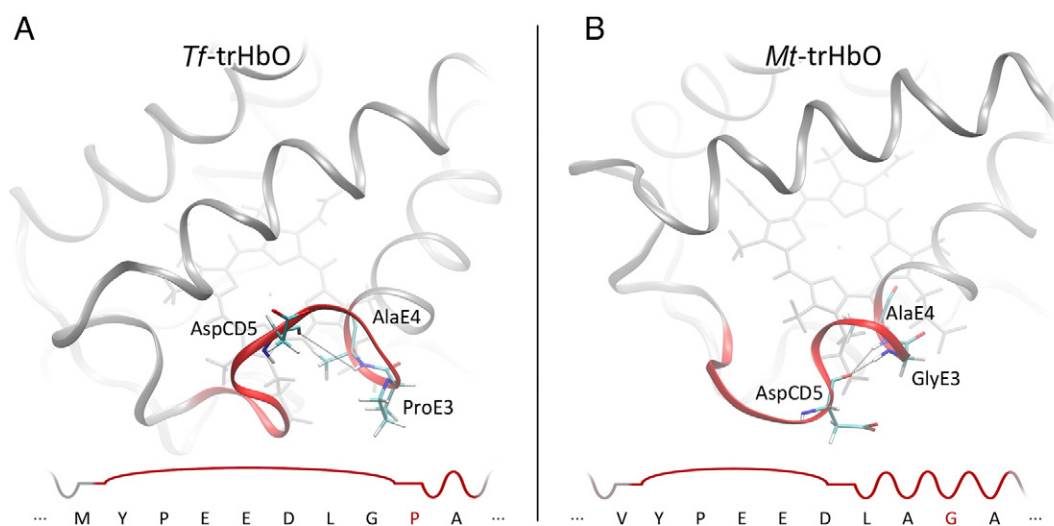 A
Tf-trHbO
AspCD5
AlaE4
ProE3
... M Y P E E D L G P A ...
B
Mt-trHbO
AlaE4
GlyE3
AspCD5
... V Y P E E D L A G A ...